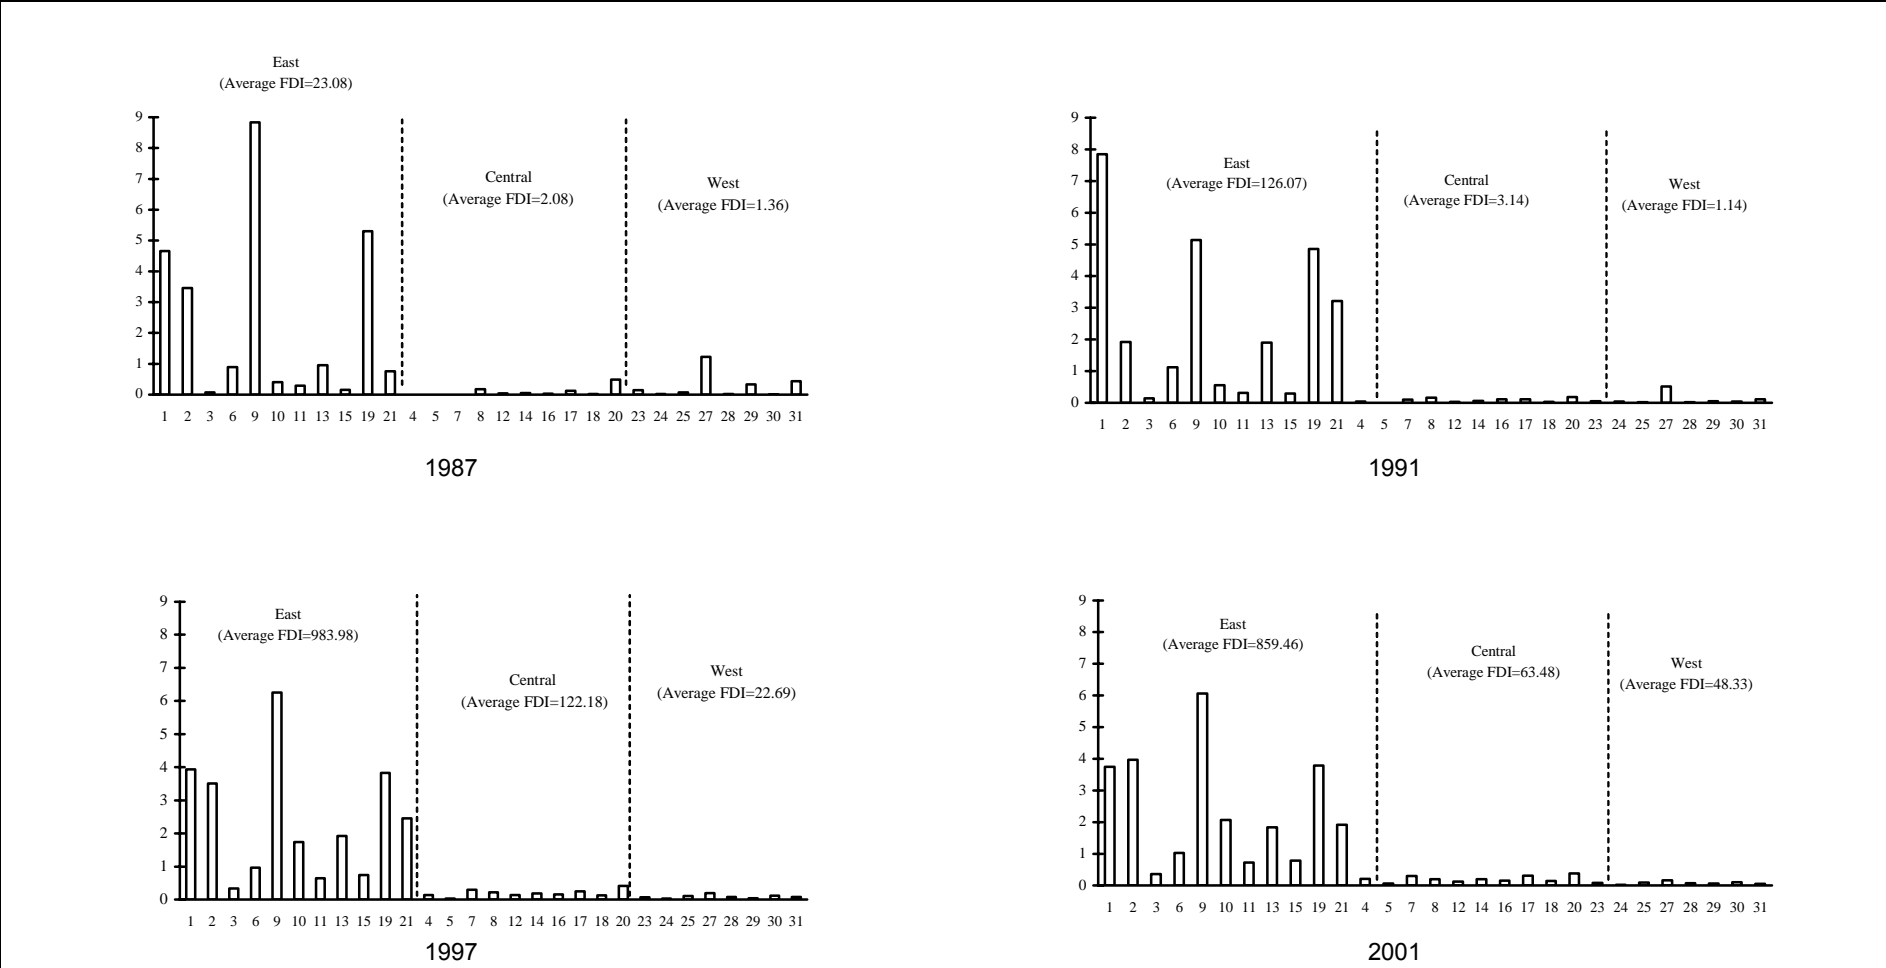 East
(Average FDI=23.08)
Central
(Average FDI=2.08)
West
(Average FDI=1.36)
9
8
7
6
5
4
3
2
1
0
1 2 3 6 9 10 11 13 15 19 21 4 5 7 8 12 14 16 17 18 20 23 24 25 27 28 29 30 31
1987
East
(Average FDI=126.07)
Central
(Average FDI=3.14)
West
(Average FDI=1.14)
9
8
7
6
5
4
3
2
1
0
1 2 3 6 9 10 11 13 15 19 21 4 5 7 8 12 14 16 17 18 20 23 24 25 27 28 29 30 31
1991
East
(Average FDI=983.98)
Central
(Average FDI=122.18)
West
(Average FDI=22.69)
9
8
7
6
5
4
3
2
1
0
1 2 3 6 9 10 11 13 15 19 21 4 5 7 8 12 14 16 17 18 20 23 24 25 27 28 29 30 31
1997
East
(Average FDI=859.46)
Central
(Average FDI=63.48)
West
(Average FDI=48.33)
9
8
7
6
5
4
3
2
1
0
1 2 3 6 9 10 11 13 15 19 21 4 5 7 8 12 14 16 17 18 20 23 24 25 27 28 29 30 31
2001